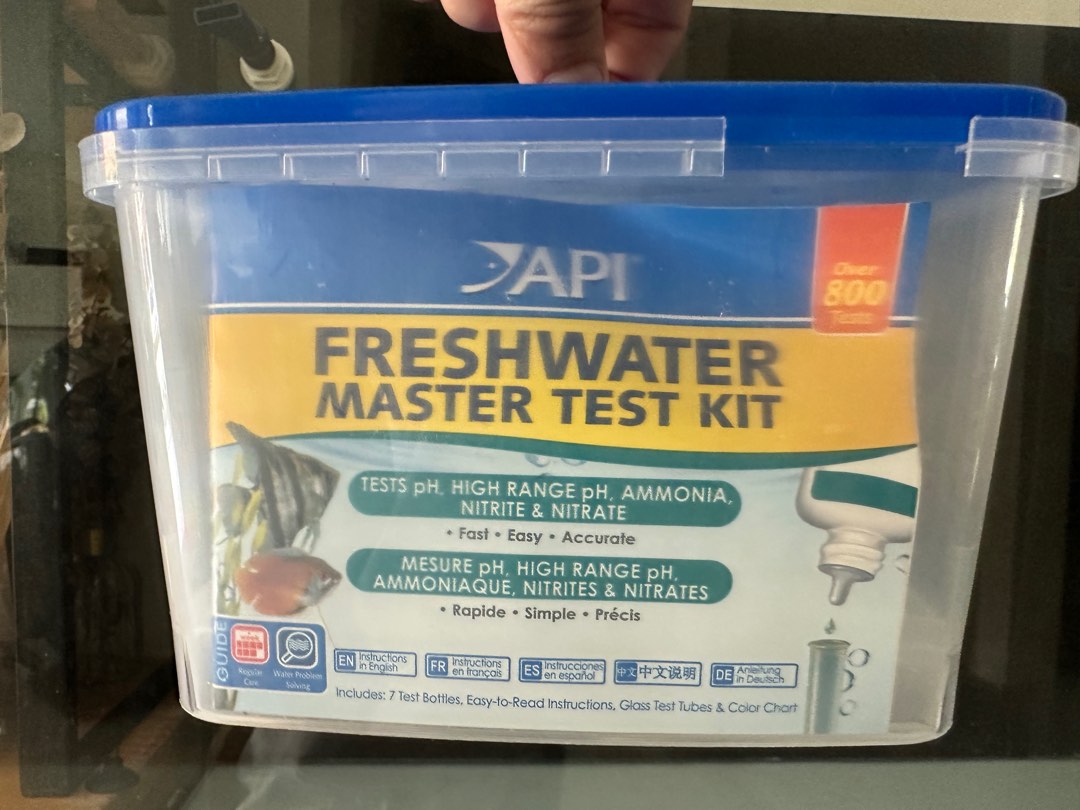 API
Over
800
Tests
FRESHWATER
MASTER TEST KIT
TESTS pH, HIGH RANGE pH, AMMONIA,
NITRITE & NITRATE
• Fast • Easy • Accurate
MESURE pH, HIGH RANGE pH,
AMMONIAQUE, NITRITES & NITRATES
• Rapide • Simple • Précis
GUIDE
Regular
Care
Water Problem
Solving
EN Instructions
in English
FR Instructions
en français
ES Instrucciones
en español
中文 中文说明
DE Anleitung
in Deutsch
Includes: 7 Test Bottles, Easy-to-Read Instructions, Glass Test Tubes & Color Chart